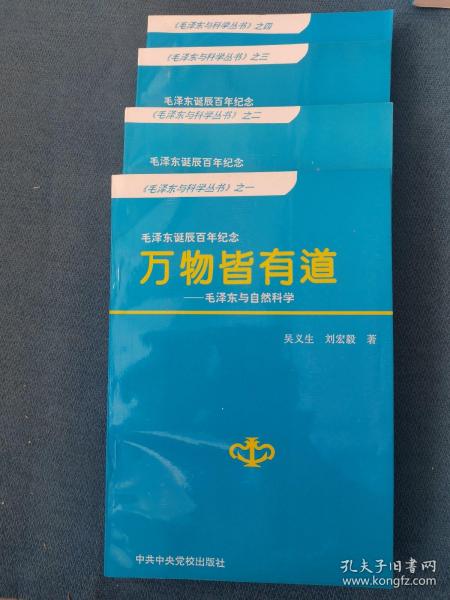 《毛泽东与科学丛书》之四
《毛泽东与科学丛书》之三
毛泽东诞辰百年纪念
《毛泽东与科学丛书》之二
毛泽东诞辰百年纪念
《毛泽东与科学丛书》之一
毛泽东诞辰百年纪念
万物皆有道
——毛泽东与自然科学
吴义生 刘宏毅 著
中共中央党校出版社
孔夫子旧书网
www.kongfz.com